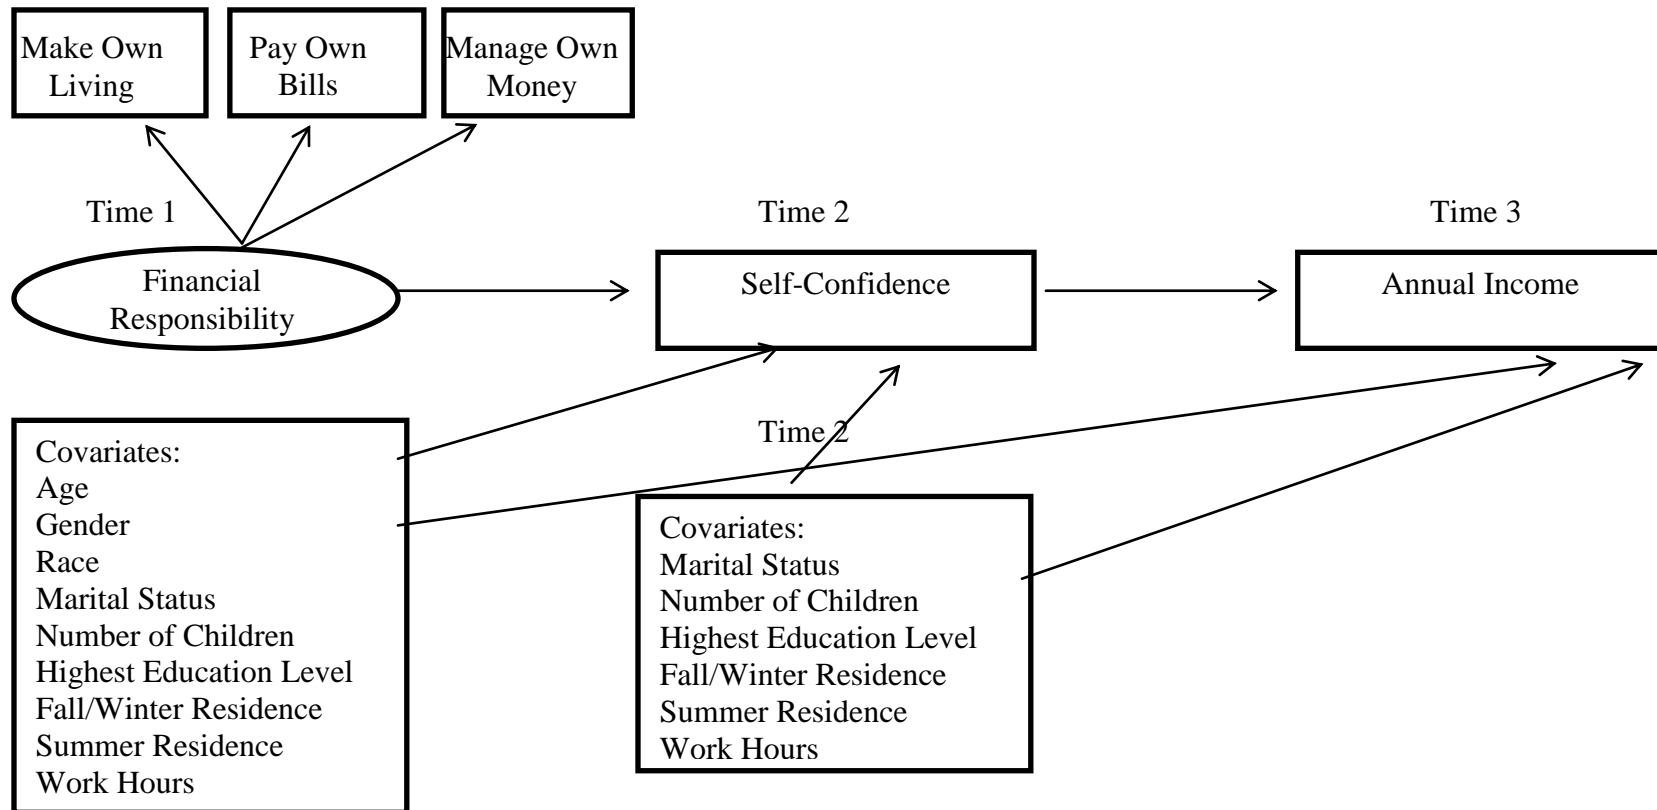 Make Own
Living
Pay Own
Bills
Manage Own
Money
Time 1
Time 2
Time 3
Financial
Responsibility
Self-Confidence
Annual Income
Covariates:
Age
Gender
Race
Marital Status
Number of Children
Highest Education Level
Fall/Winter Residence
Summer Residence
Work Hours
Time 2
Covariates:
Marital Status
Number of Children
Highest Education Level
Fall/Winter Residence
Summer Residence
Work Hours